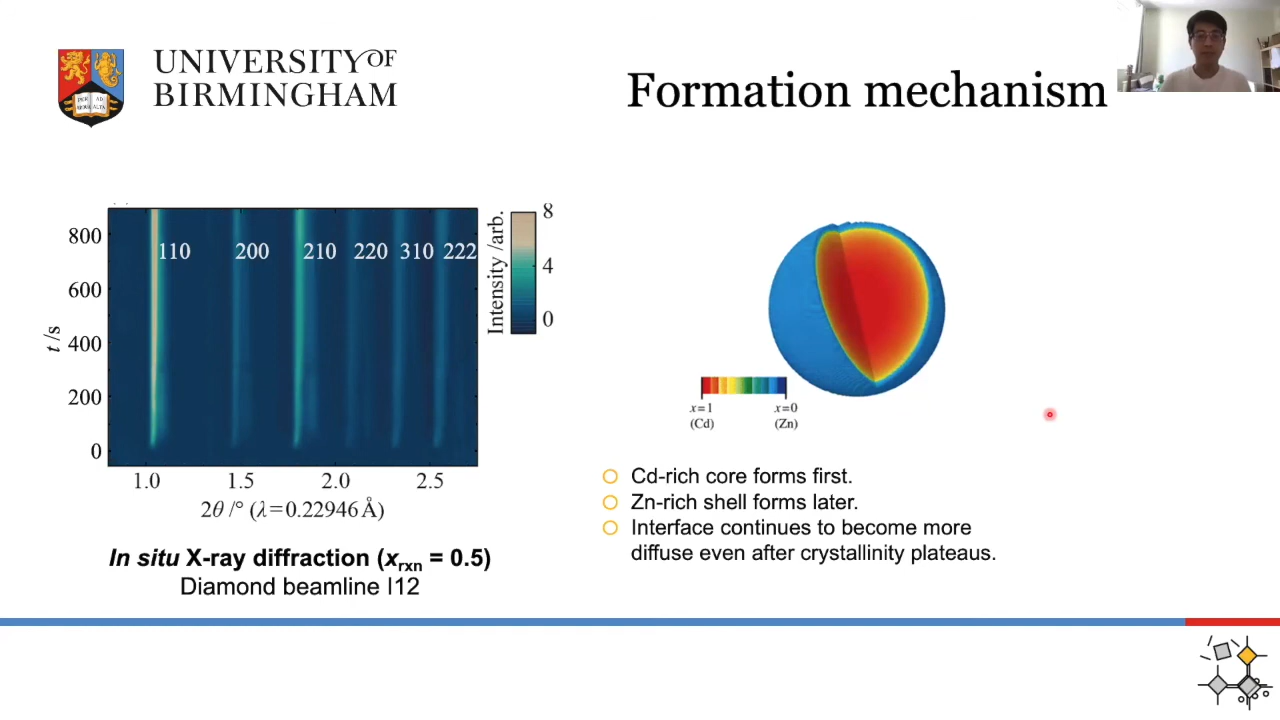 UNIVERSITY OF
BIRMINGHAM
Formation mechanism
800
600
400
200
0
t /s
110
200
210
220
310
222
1.0
1.5
2.0
2.5
2θ /° (λ=0.22946 Å)
Intensity /arb.
8
4
0
In situ X-ray diffraction (xrxn = 0.5)
Diamond beamline I12
x=1
(Cd)
x=0
(Zn)
Cd-rich core forms first.
Zn-rich shell forms later.
Interface continues to become more
diffuse even after crystallinity plateaus.